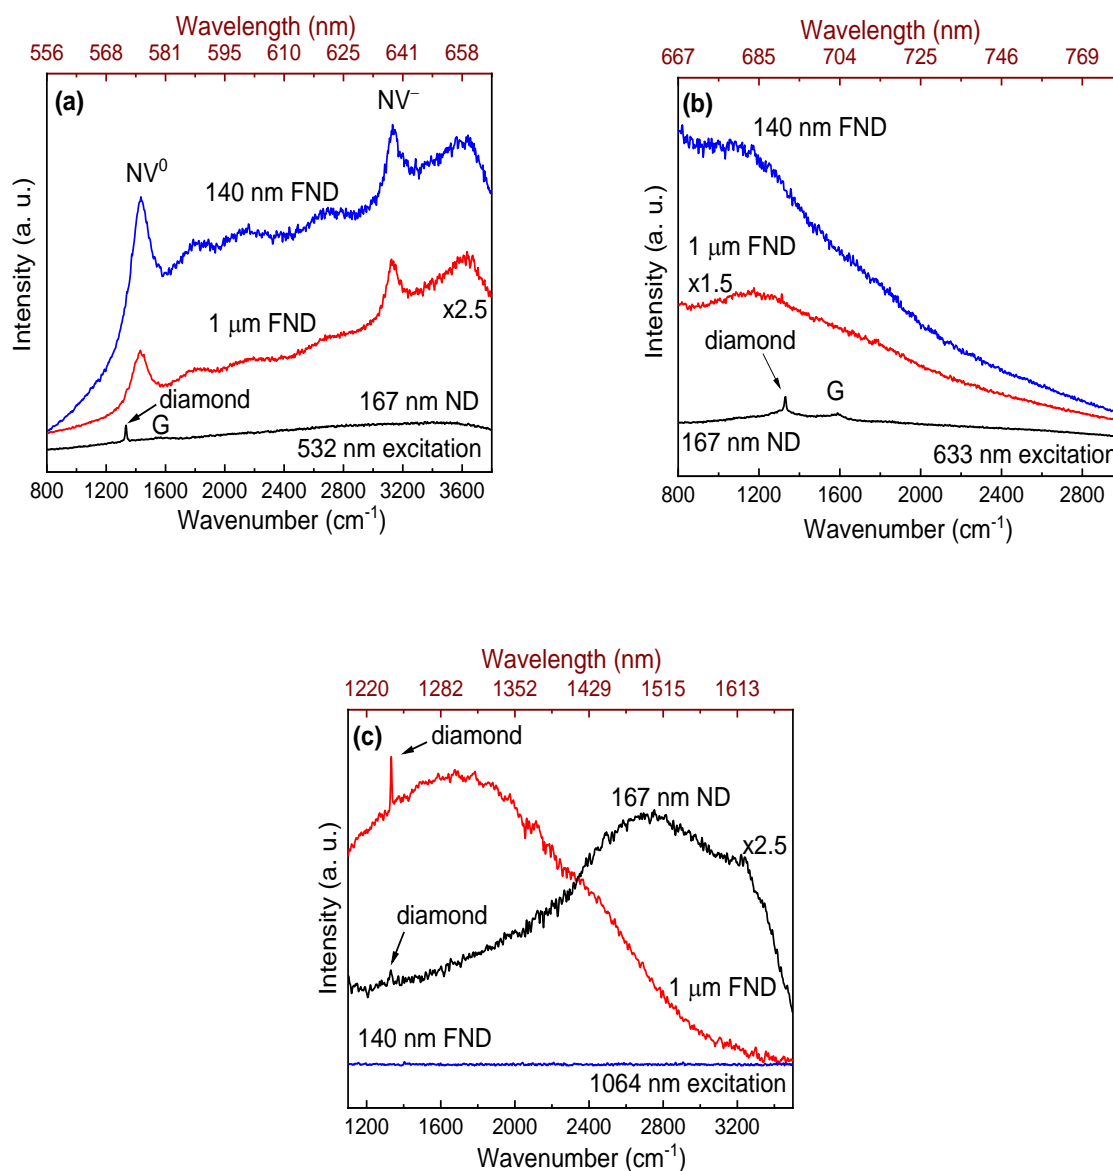 Wavelength (nm)
556 568 581 595 610 625 641 658
(a)
NV⁻
NV⁰
140 nm FND
1 μm FND
x2.5
diamond
G
167 nm ND
532 nm excitation
Intensity (a. u.)
800 1200 1600 2000 2400 2800 3200 3600
Wavenumber (cm⁻¹)
Wavelength (nm)
667 685 704 725 746 769
(b)
140 nm FND
1 μm FND
x1.5
diamond
G
167 nm ND
633 nm excitation
Intensity (a. u.)
800 1200 1600 2000 2400 2800
Wavenumber (cm⁻¹)
Wavelength (nm)
1220 1282 1352 1429 1515 1613
(c)
diamond
167 nm ND
x2.5
diamond
1 μm FND
140 nm FND
1064 nm excitation
Intensity (a. u.)
1200 1600 2000 2400 2800 3200
Wavenumber (cm⁻¹)